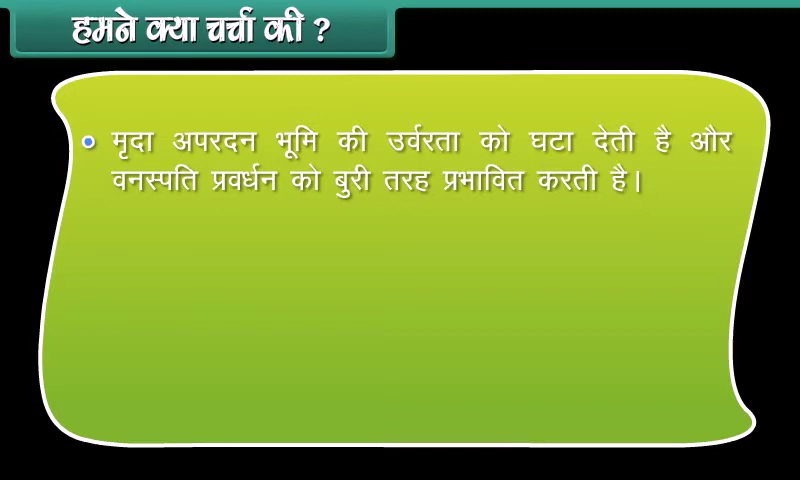 हमने क्या चर्चा की ?
मृदा अपरदन भूमि की उर्वरता को घटा देती है और
वनस्पति प्रवर्धन को बुरी तरह प्रभावित करती है।